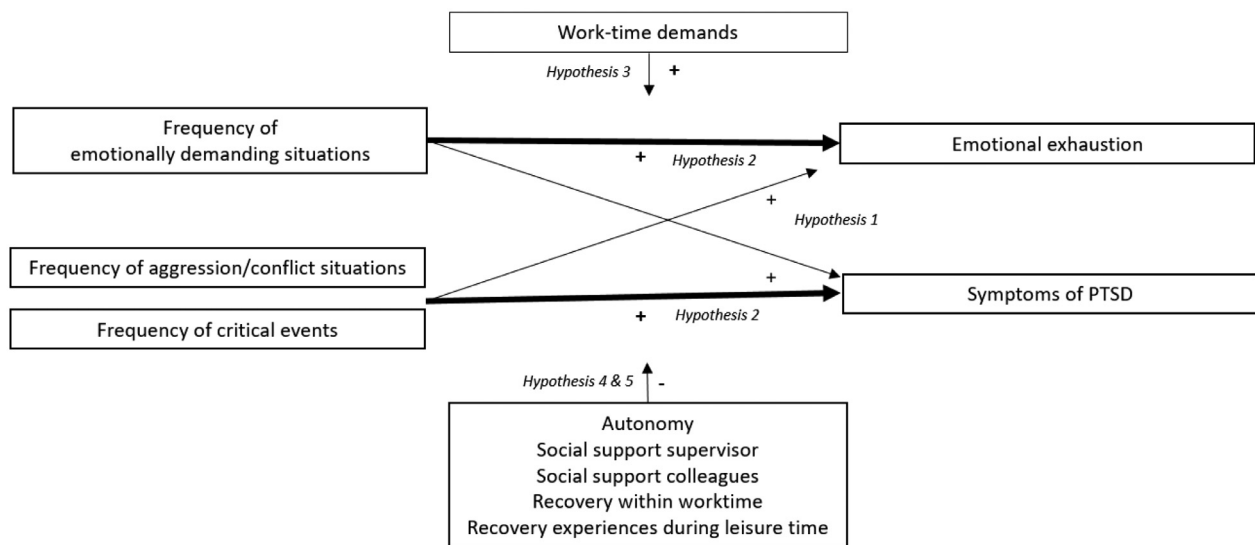 Work-time demands
Hypothesis 3
+
Frequency of
emotionally demanding situations
Emotional exhaustion
+
Hypothesis 2
+
Hypothesis 1
Frequency of aggression/conflict situations
+
Symptoms of PTSD
Frequency of critical events
+
Hypothesis 2
Hypothesis 4 & 5
-
Autonomy
Social support supervisor
Social support colleagues
Recovery within worktime
Recovery experiences during leisure time